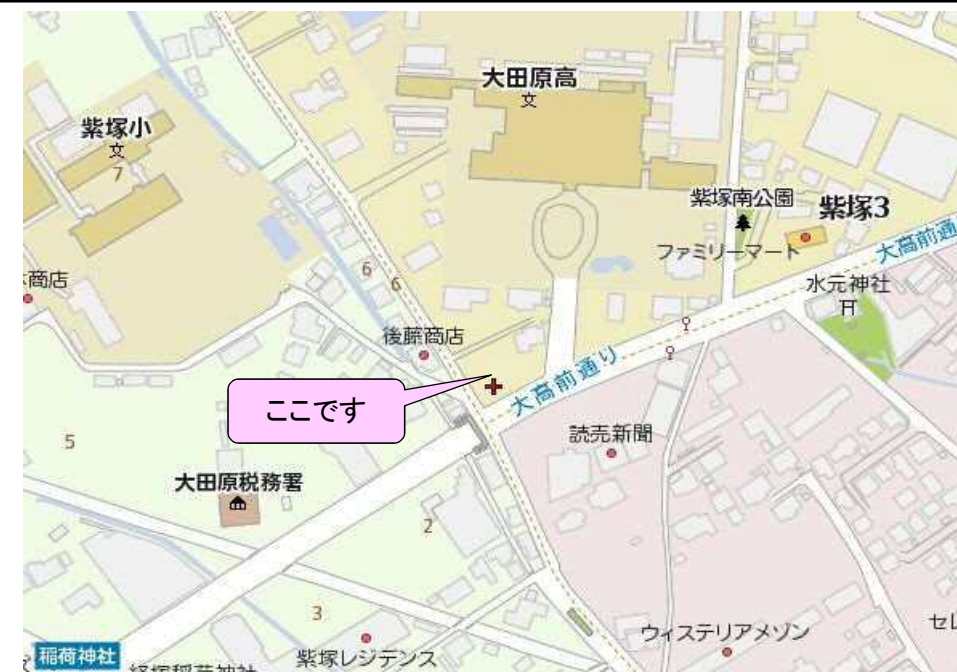 大田原高
文
紫塚小
文
7
紫塚南公園
紫塚3
ファミリーマート
大高前通
商店
6
6
水元神社
後藤商店
ここです
大高前通り
読売新聞
5
大田原税務署
2
3
ウィステリアメゾン
セレ
稲荷神社
紫塚レジデンス